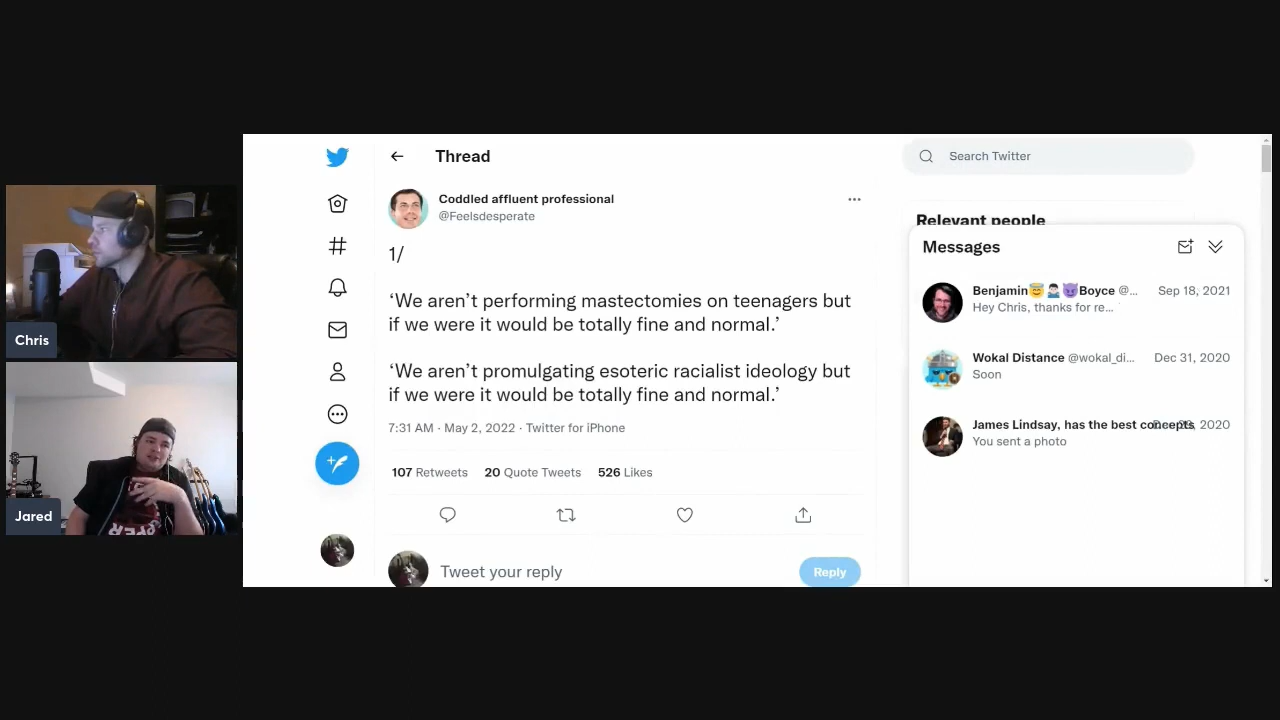 Chris
Jared
Thread
Search Twitter
Coddled affluent professional
@Feelsdesperate
1/
‘We aren’t performing mastectomies on teenagers but
if we were it would be totally fine and normal.’
‘We aren’t promulgating esoteric racialist ideology but
if we were it would be totally fine and normal.’
7:31 AM · May 2, 2022 · Twitter for iPhone
107 Retweets 20 Quote Tweets 526 Likes
Tweet your reply
Reply
Relevant people
Messages
Benjamin😇🤷🏻‍♂️😈Boyce @... Sep 18, 2021
Hey Chris, thanks for re...
Wokal Distance @wokal_di... Dec 31, 2020
Soon
James Lindsay, has the best concepts 2020
You sent a photo